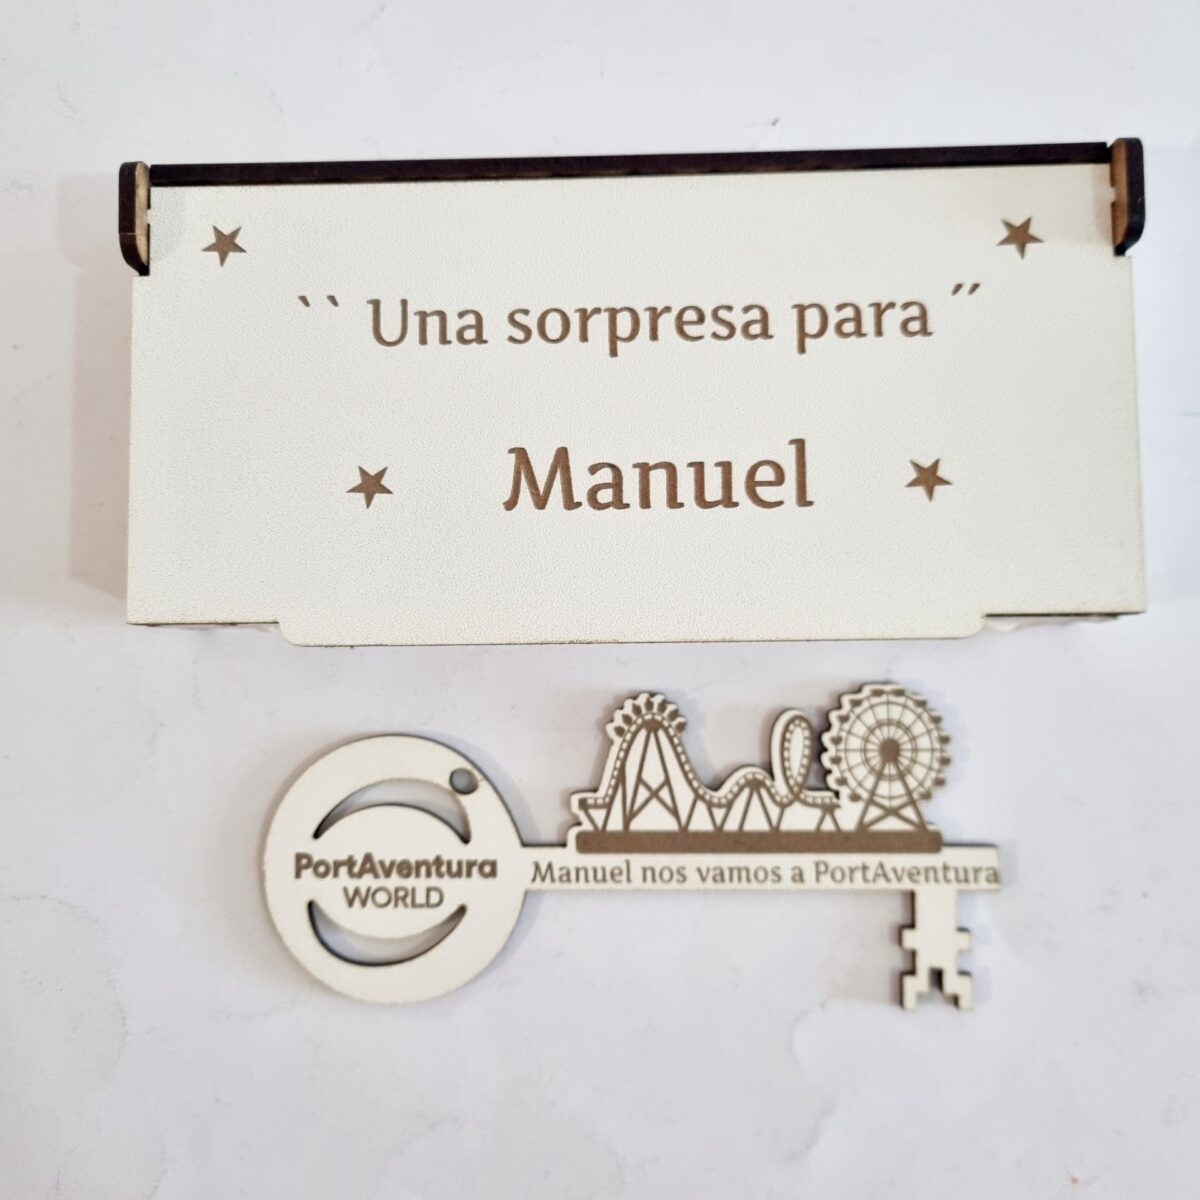 `` Una sorpresa para ´´
Manuel
PortAventura
WORLD
Manuel nos vamos a PortAventura